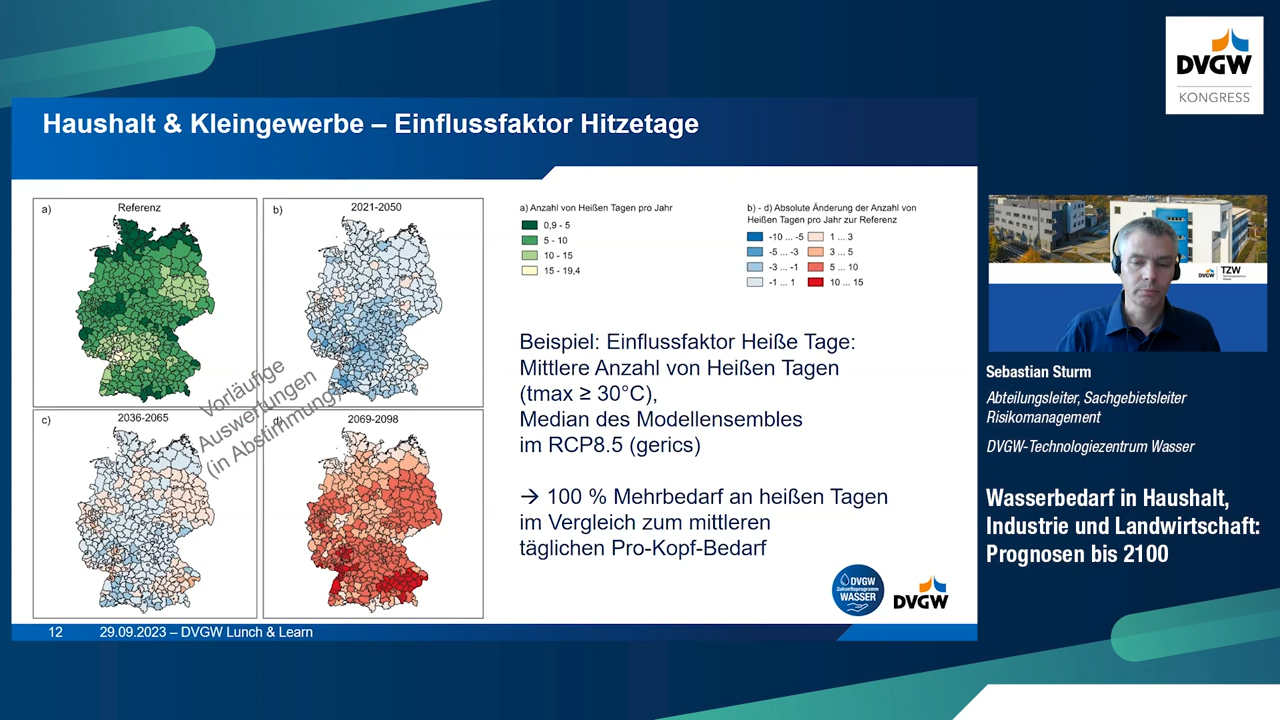 DVGW
KONGRESS
Haushalt & Kleingewerbe – Einflussfaktor Hitzetage
a)
Referenz
b)
2021-2050
c)
2036-2065
d)
2069-2098
Vorläufige
Auswertungen
(in Abstimmung)
a) Anzahl von Heißen Tagen pro Jahr
0,9 - 5
5 - 10
10 - 15
15 - 19,4
b) - d) Absolute Änderung der Anzahl von
Heißen Tagen pro Jahr zur Referenz
-10 ... -5
1 ... 3
-5 ... -3
3 ... 5
-3 ... -1
5 ... 10
-1 ... 1
10 ... 15
Beispiel: Einflussfaktor Heiße Tage:
Mittlere Anzahl von Heißen Tagen
(tmax ≥ 30°C),
Median des Modellensembles
im RCP8.5 (gerics)
→ 100 % Mehrbedarf an heißen Tagen
im Vergleich zum mittleren
täglichen Pro-Kopf-Bedarf
DVGW
Zukunftsprogramm
WASSER
DVGW
12
29.09.2023 – DVGW Lunch & Learn
DVGW
TZW
Sebastian Sturm
Abteilungsleiter, Sachgebietsleiter
Risikomanagement
DVGW-Technologiezentrum Wasser
Wasserbedarf in Haushalt,
Industrie und Landwirtschaft:
Prognosen bis 2100